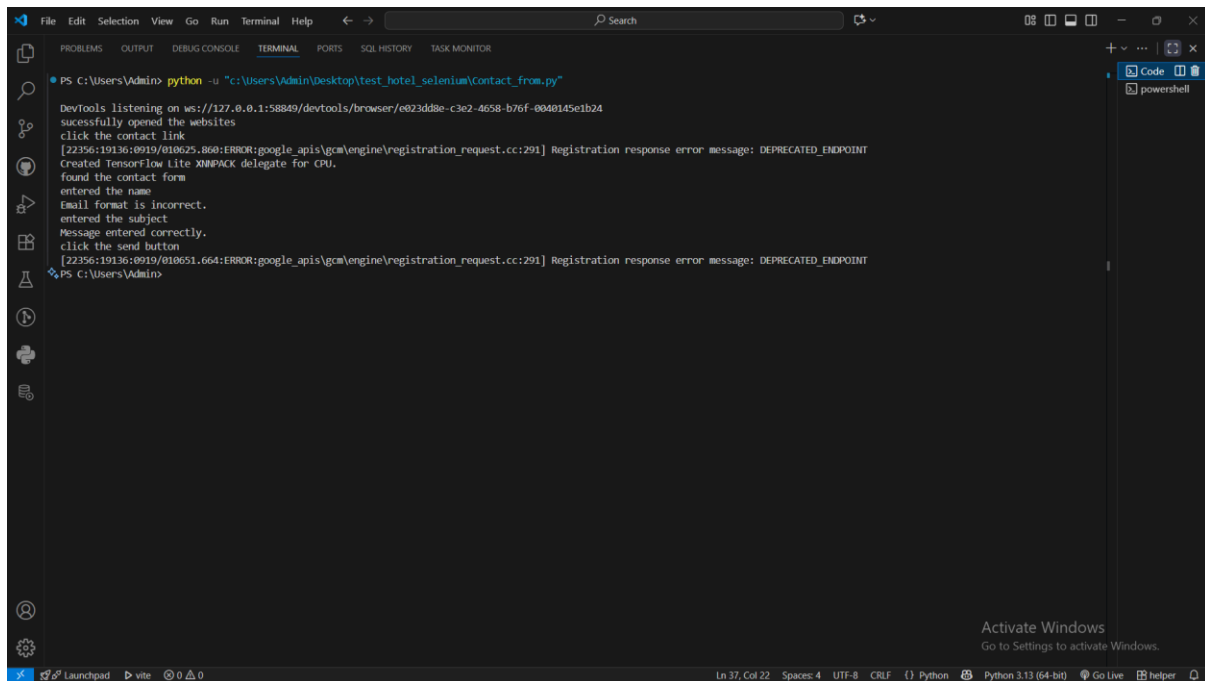 File Edit Selection View Go Run Terminal Help Search
PROBLEMS OUTPUT DEBUG CONSOLE TERMINAL PORTS SQL HISTORY TASK MONITOR
Code
powershell
PS C:\Users\Admin> python -u "c:\Users\Admin\Desktop\test_hotel_selenium\Contact_from.py"
DevTools listening on ws://127.0.0.1:58849/devtools/browser/e023dd8e-c3e2-4658-b76f-0040145e1b24
sucessfully opened the websites
click the contact link
[22356:19136:0919/010625.860:ERROR:google_apis\gcm\engine\registration_request.cc:291] Registration response error message: DEPRECATED_ENDPOINT
Created TensorFlow Lite XNNPACK delegate for CPU.
found the contact form
entered the name
Email format is incorrect.
entered the subject
Message entered correctly.
click the send button
[22356:19136:0919/010651.664:ERROR:google_apis\gcm\engine\registration_request.cc:291] Registration response error message: DEPRECATED_ENDPOINT
PS C:\Users\Admin>
Activate Windows
Go to Settings to activate Windows.
Launchpad vite 0 0 Ln 37, Col 22 Spaces: 4 UTF-8 CRLF {} Python Python 3.13 (64-bit) Go Live helper